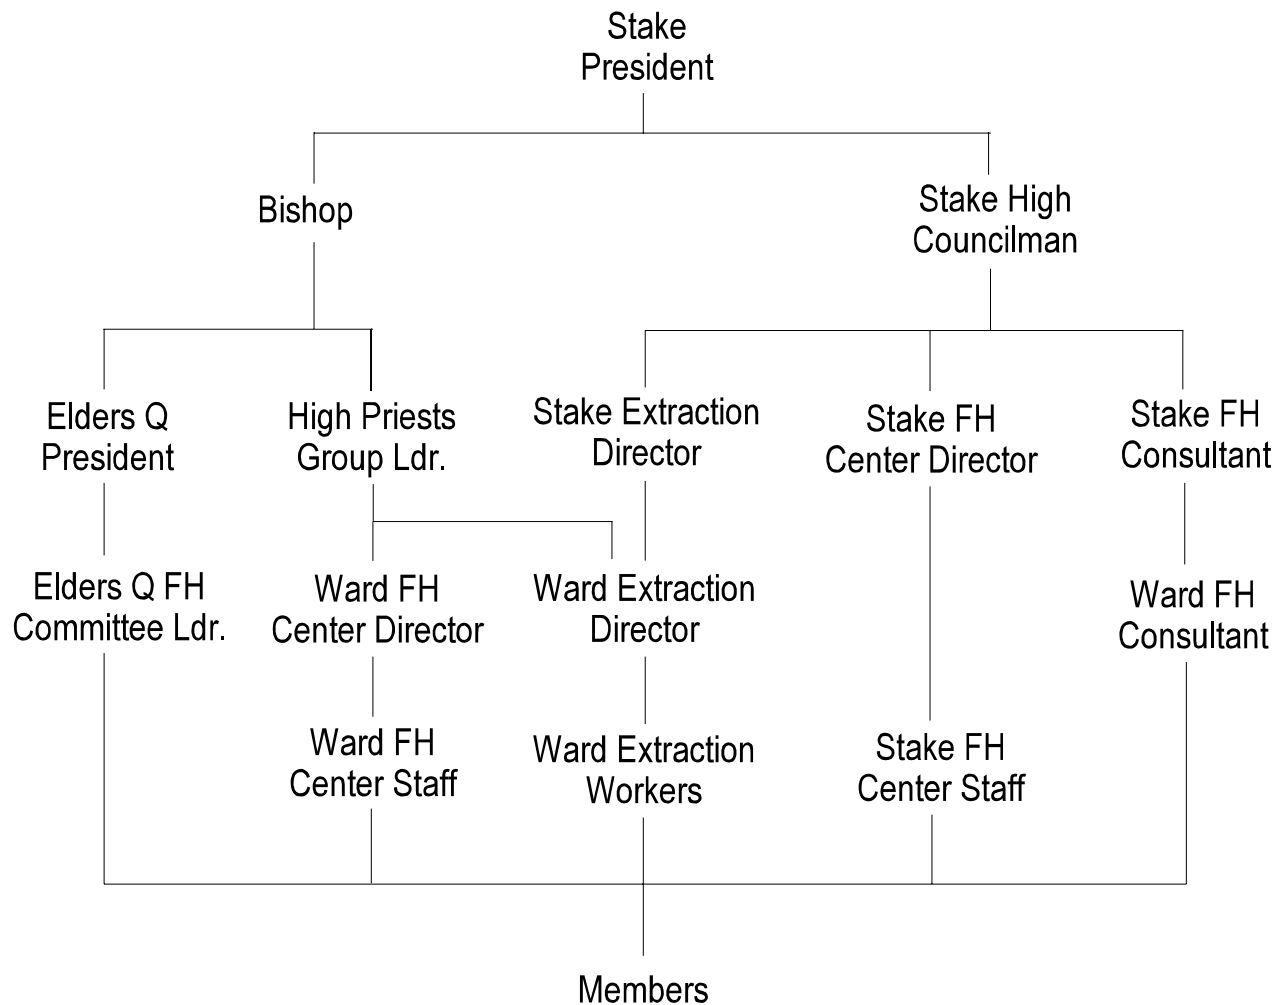 Stake
President
Bishop
Stake High
Councilman
Elders Q
President
High Priests
Group Ldr.
Stake Extraction
Director
Stake FH
Center Director
Stake FH
Consultant
Elders Q FH
Committee Ldr.
Ward FH
Center Director
Ward Extraction
Director
Ward FH
Consultant
Ward FH
Center Staff
Ward Extraction
Workers
Stake FH
Center Staff
Members